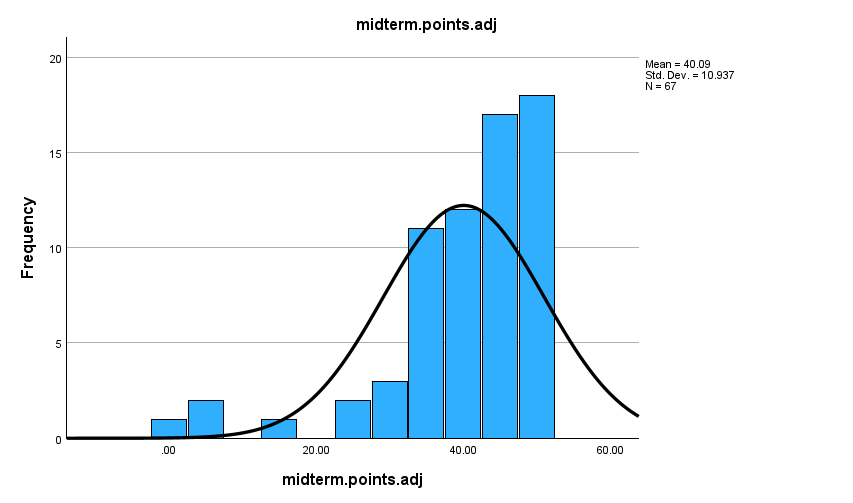 midterm.points.adj
Mean = 40.09
Std. Dev. = 10.937
N = 67
20
15
10
5
0
Frequency
.00
20.00
40.00
60.00
midterm.points.adj